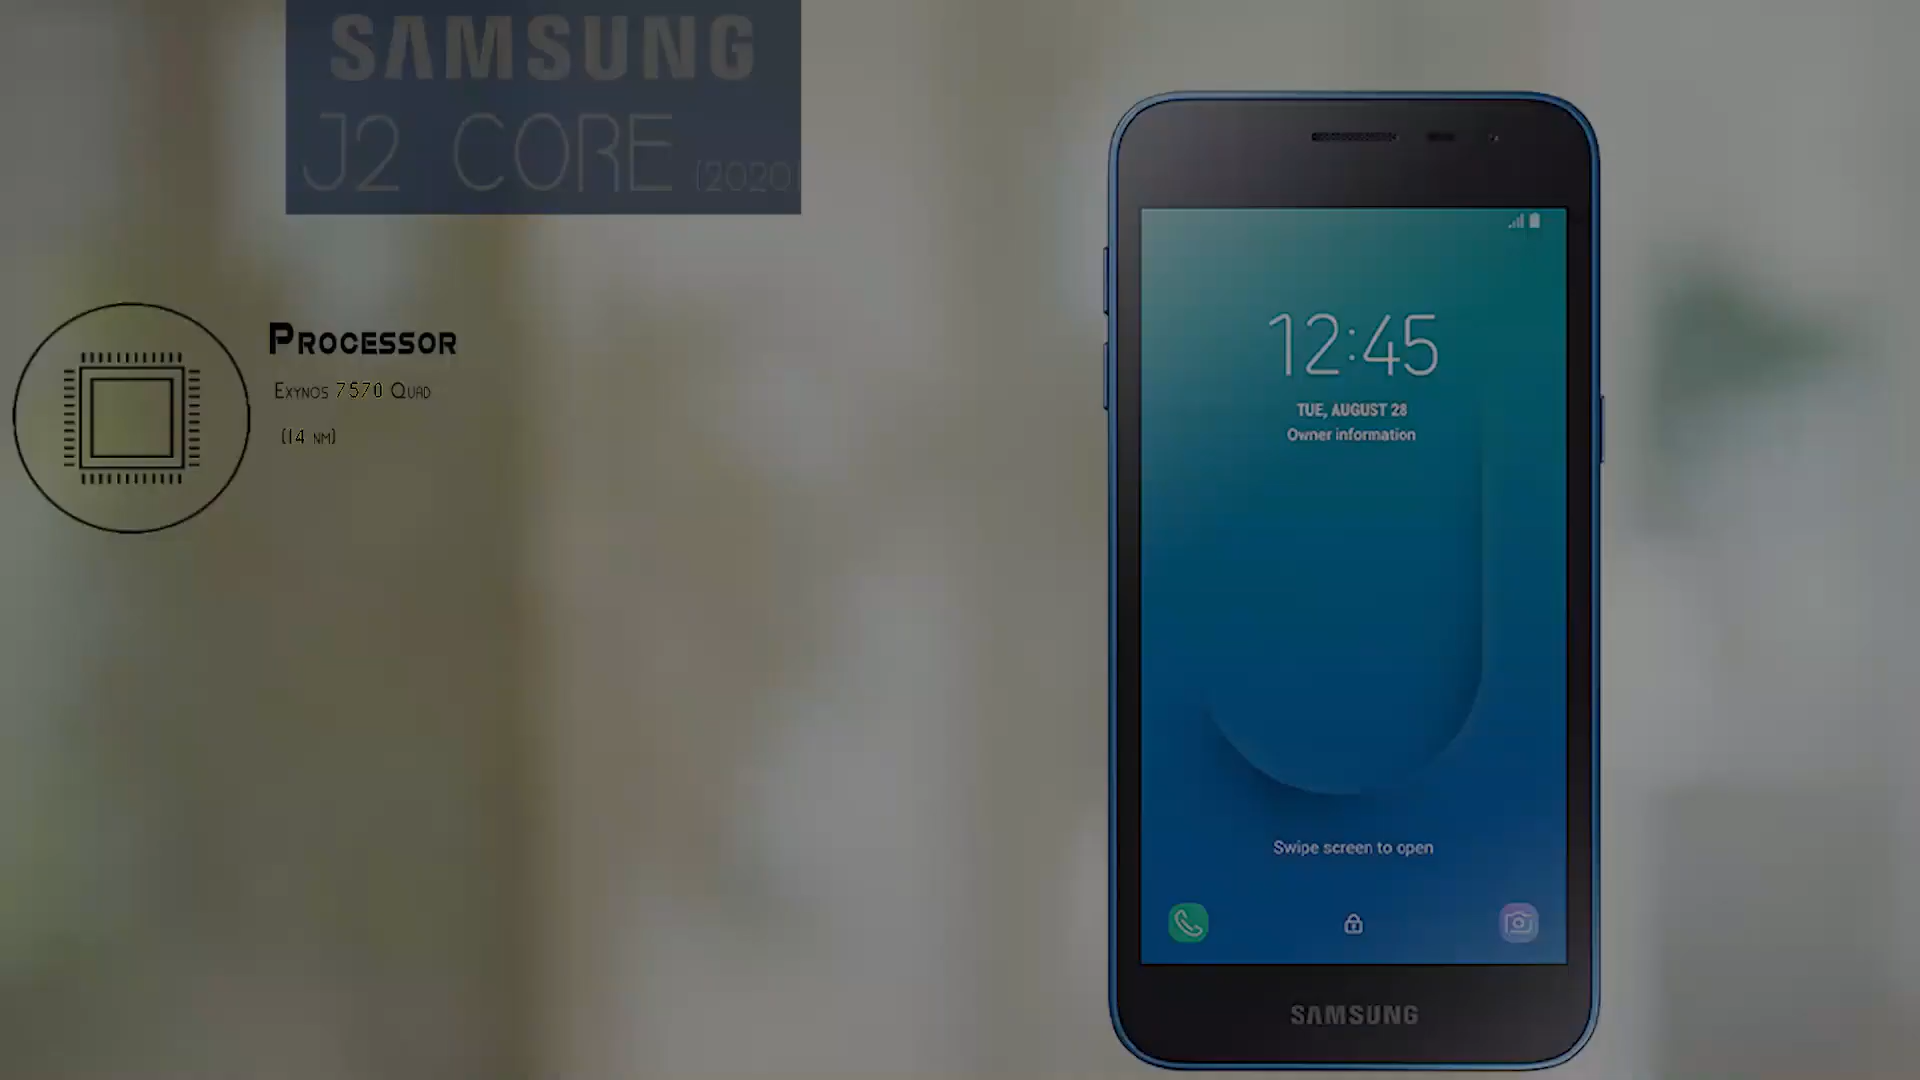 SAMSUNG
J2 CORE (2020)
Processor
Exynos 7570 Quad
(14 nm)
12:45
TUE, AUGUST 28
Owner information
Swipe screen to open
SAMSUNG